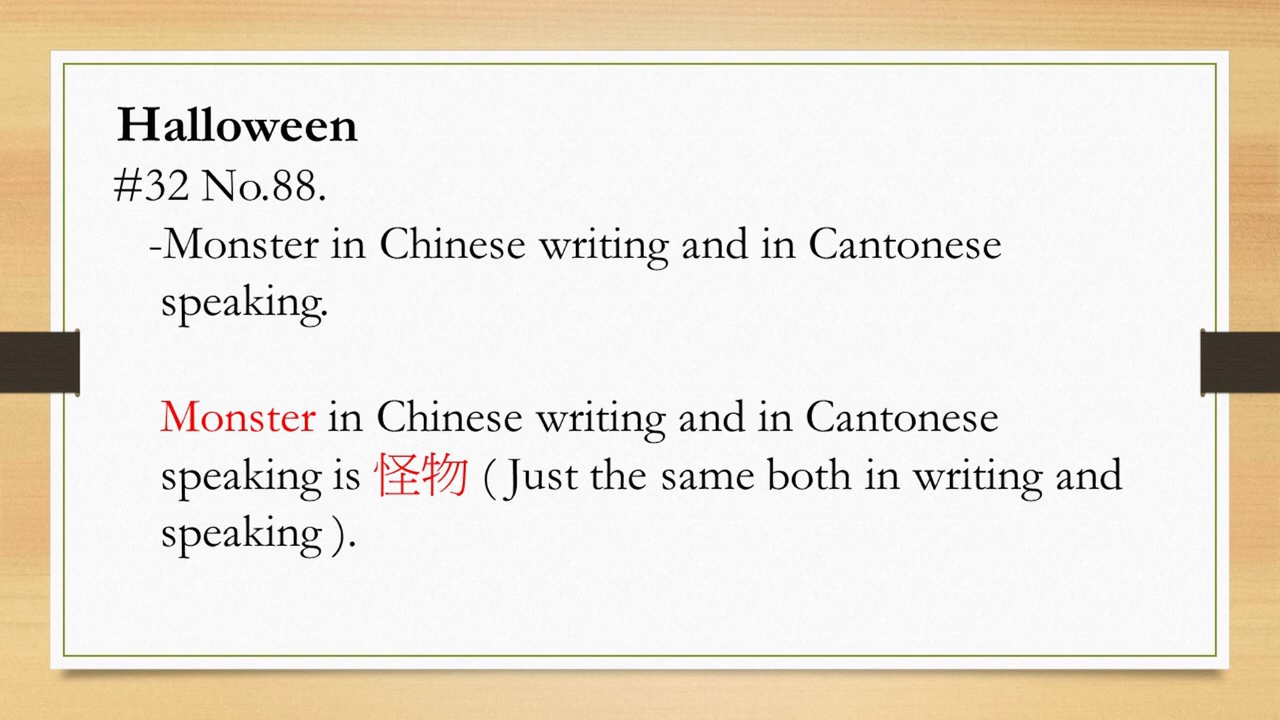 Halloween
#32 No.88.
-Monster in Chinese writing and in Cantonese
speaking.
Monster in Chinese writing and in Cantonese
speaking is 怪物 ( Just the same both in writing and
speaking ).